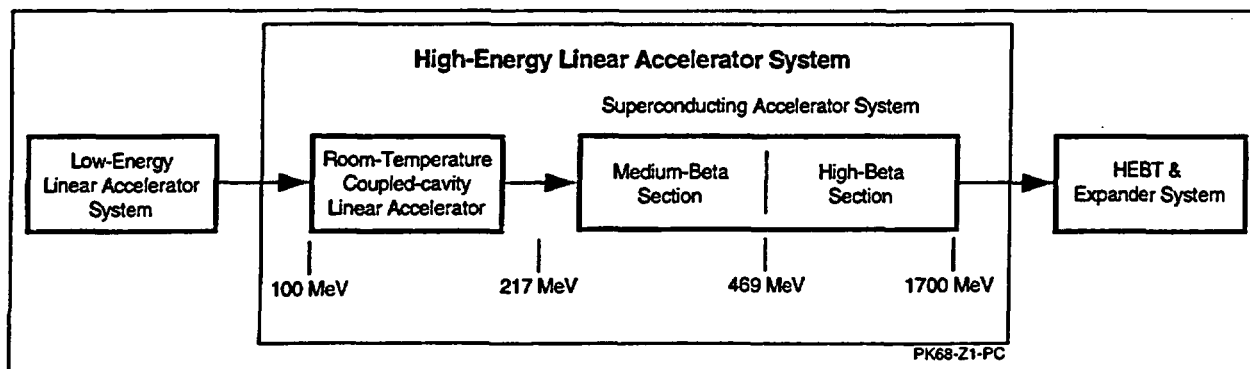 High-Energy Linear Accelerator System
Superconducting Accelerator System
Low-Energy
Linear Accelerator
System
Room-Temperature
Coupled-cavity
Linear Accelerator
Medium-Beta
Section
High-Beta
Section
HEBT &
Expander System
100 MeV
217 MeV
469 MeV
1700 MeV
PK68-Z1-PC